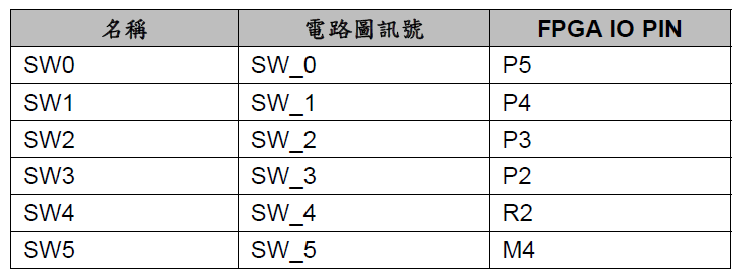 名稱 電路圖訊號 FPGA IO PIN
SW0 SW_0 P5
SW1 SW_1 P4
SW2 SW_2 P3
SW3 SW_3 P2
SW4 SW_4 R2
SW5 SW_5 M4